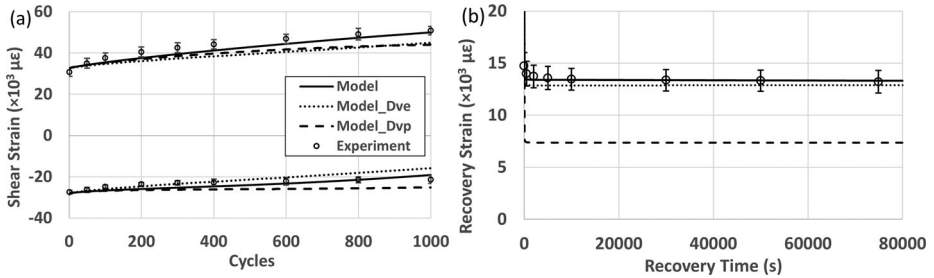 (a)
Shear Strain (×10³ με)
60
40
20
0
-20
-40
0 200 400 600 800 1000
Cycles
Model
Model_Dve
Model_Dvp
Experiment
(b)
Recovery Strain (×10³ με)
20
15
10
5
0
0 20000 40000 60000 80000
Recovery Time (s)